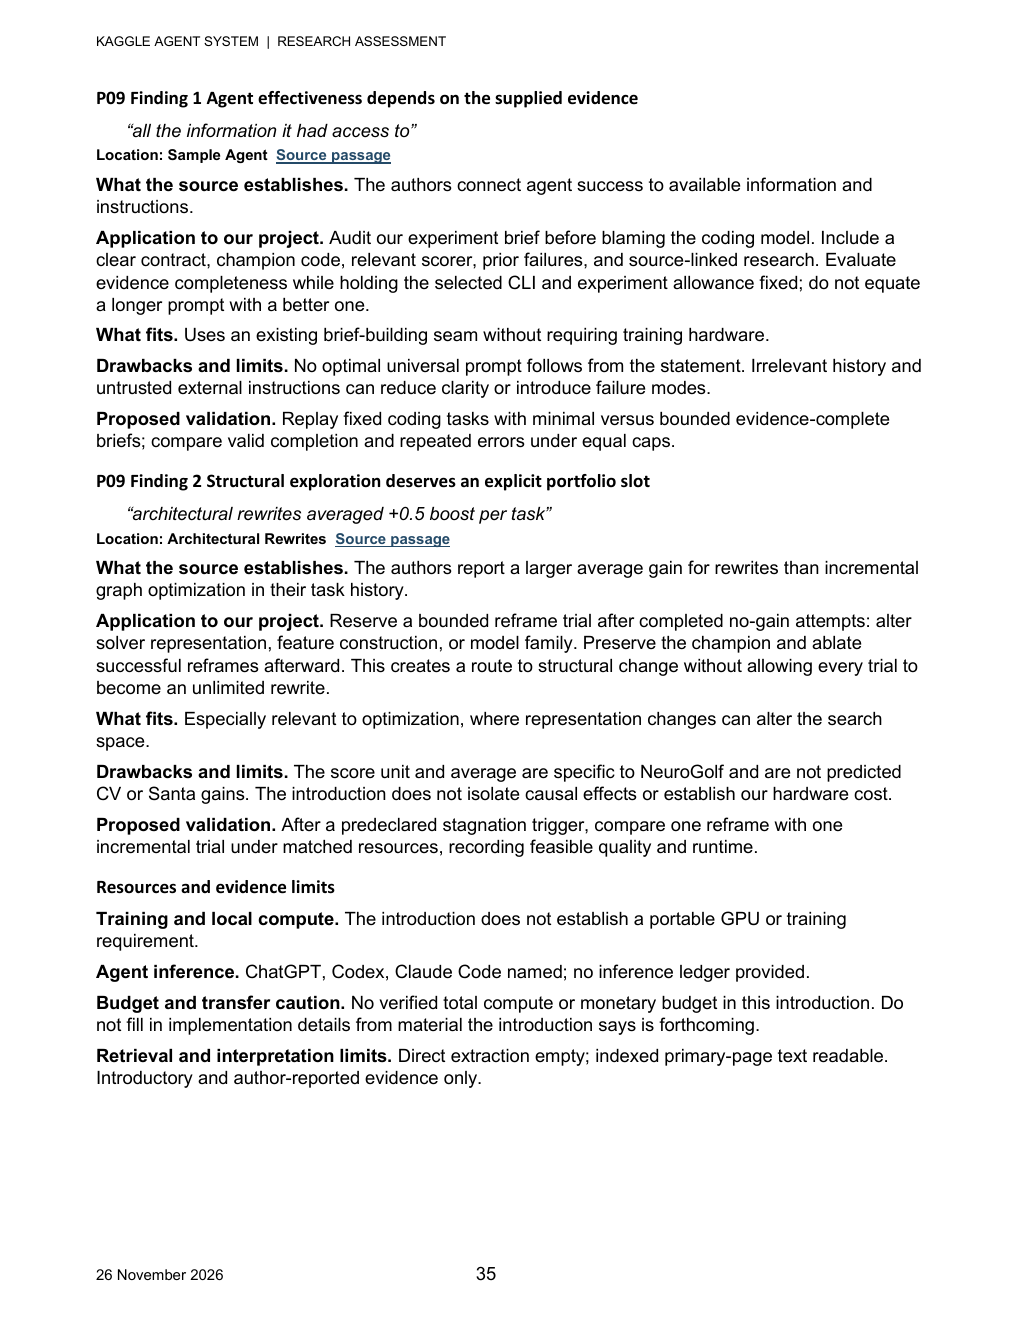 KAGGLE AGENT SYSTEM | RESEARCH ASSESSMENT
P09 Finding 1 Agent effectiveness depends on the supplied evidence
“all the information it had access to”
Location: Sample Agent Source passage
What the source establishes. The authors connect agent success to available information and
instructions.
Application to our project. Audit our experiment brief before blaming the coding model. Include a
clear contract, champion code, relevant scorer, prior failures, and source-linked research. Evaluate
evidence completeness while holding the selected CLI and experiment allowance fixed; do not equate
a longer prompt with a better one.
What fits. Uses an existing brief-building seam without requiring training hardware.
Drawbacks and limits. No optimal universal prompt follows from the statement. Irrelevant history and
untrusted external instructions can reduce clarity or introduce failure modes.
Proposed validation. Replay fixed coding tasks with minimal versus bounded evidence-complete
briefs; compare valid completion and repeated errors under equal caps.
P09 Finding 2 Structural exploration deserves an explicit portfolio slot
“architectural rewrites averaged +0.5 boost per task”
Location: Architectural Rewrites Source passage
What the source establishes. The authors report a larger average gain for rewrites than incremental
graph optimization in their task history.
Application to our project. Reserve a bounded reframe trial after completed no-gain attempts: alter
solver representation, feature construction, or model family. Preserve the champion and ablate
successful reframes afterward. This creates a route to structural change without allowing every trial to
become an unlimited rewrite.
What fits. Especially relevant to optimization, where representation changes can alter the search
space.
Drawbacks and limits. The score unit and average are specific to NeuroGolf and are not predicted
CV or Santa gains. The introduction does not isolate causal effects or establish our hardware cost.
Proposed validation. After a predeclared stagnation trigger, compare one reframe with one
incremental trial under matched resources, recording feasible quality and runtime.
Resources and evidence limits
Training and local compute. The introduction does not establish a portable GPU or training
requirement.
Agent inference. ChatGPT, Codex, Claude Code named; no inference ledger provided.
Budget and transfer caution. No verified total compute or monetary budget in this introduction. Do
not fill in implementation details from material the introduction says is forthcoming.
Retrieval and interpretation limits. Direct extraction empty; indexed primary-page text readable.
Introductory and author-reported evidence only.
26 November 2026 35